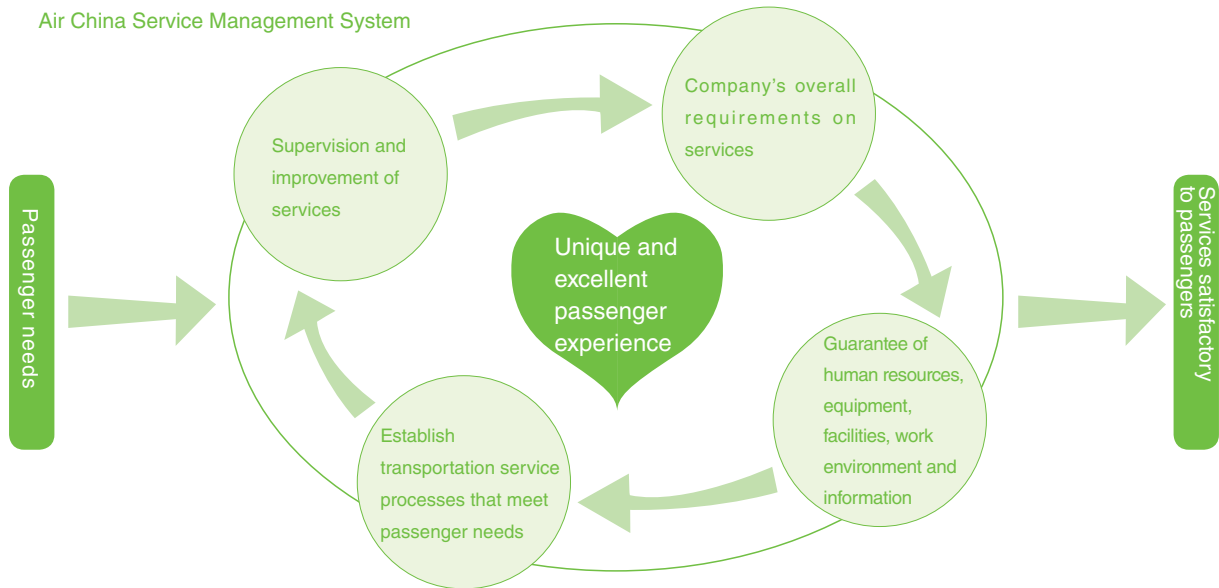 Air China Service Management System
Passenger needs
Supervision and
improvement of
services
Company’s overall
requirements on
services
Unique and
excellent
passenger
experience
Establish
transportation service
processes that meet
passenger needs
Guarantee of
human resources,
equipment,
facilities, work
environment and
information
Services satisfactory
to passengers